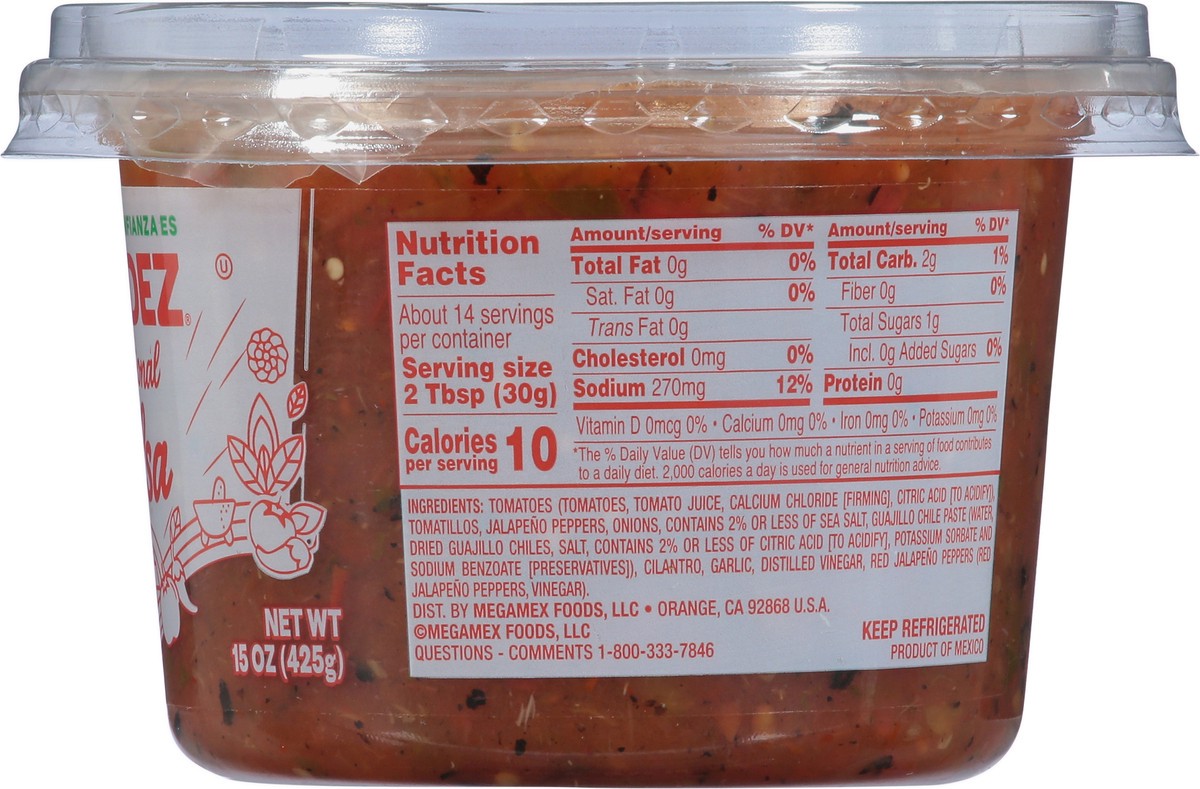 FIANZA ES
DEZ®
U
NET WT
15 OZ (425g)
Nutrition
Facts
About 14 servings
per container
Serving size
2 Tbsp (30g)
Calories 10
per serving
Amount/serving % DV*
Total Fat 0g 0%
Sat. Fat 0g 0%
Trans Fat 0g
Cholesterol 0mg 0%
Sodium 270mg 12%
Amount/serving % DV*
Total Carb. 2g 1%
Fiber 0g 0%
Total Sugars 1g
Incl. 0g Added Sugars 0%
Protein 0g
Vitamin D 0mcg 0% • Calcium 0mg 0% • Iron 0mg 0% • Potassium 0mg 0%
*The % Daily Value (DV) tells you how much a nutrient in a serving of food contributes
to a daily diet. 2,000 calories a day is used for general nutrition advice.
INGREDIENTS: TOMATOES (TOMATOES, TOMATO JUICE, CALCIUM CHLORIDE [FIRMING], CITRIC ACID [TO ACIDIFY]),
TOMATILLOS, JALAPEÑO PEPPERS, ONIONS, CONTAINS 2% OR LESS OF SEA SALT, GUAJILLO CHILE PASTE (WATER,
DRIED GUAJILLO CHILES, SALT, CONTAINS 2% OR LESS OF CITRIC ACID [TO ACIDIFY], POTASSIUM SORBATE AND
SODIUM BENZOATE [PRESERVATIVES]), CILANTRO, GARLIC, DISTILLED VINEGAR, RED JALAPEÑO PEPPERS (RED
JALAPEÑO PEPPERS, VINEGAR).
DIST. BY MEGAMEX FOODS, LLC • ORANGE, CA 92868 U.S.A.
©MEGAMEX FOODS, LLC
QUESTIONS - COMMENTS 1-800-333-7846
KEEP REFRIGERATED
PRODUCT OF MEXICO